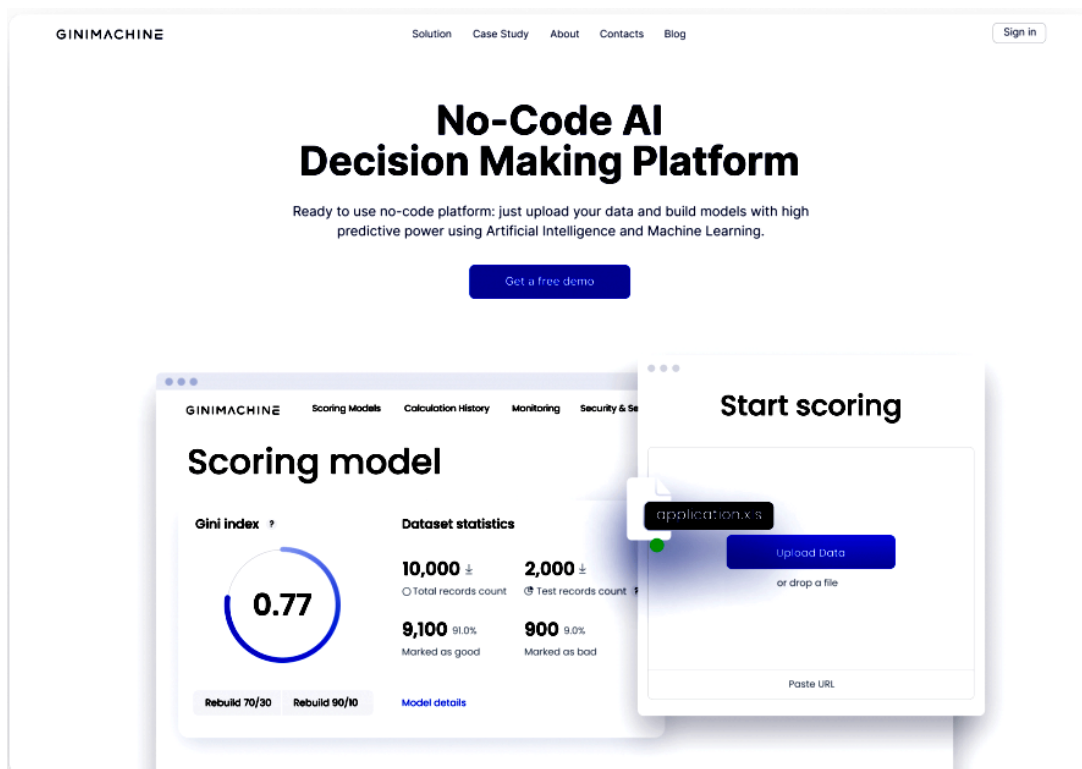 GINIMACHINE
Solution Case Study About Contacts Blog
Sign in
No-Code AI
Decision Making Platform
Ready to use no-code platform: just upload your data and build models with high
predictive power using Artificial Intelligence and Machine Learning.
Get a free demo
GINIMACHINE Scoring Models Calculation History Monitoring Security & Se
Scoring model
Gini index ?
0.77
Rebuild 70/30 Rebuild 90/10
Dataset statistics
10,000 2,000
Total records count Test records count ?
9,100 91.0% 900 9.0%
Marked as good Marked as bad
Model details
Start scoring
application.x s
Upload Data
or drop a file
Paste URL